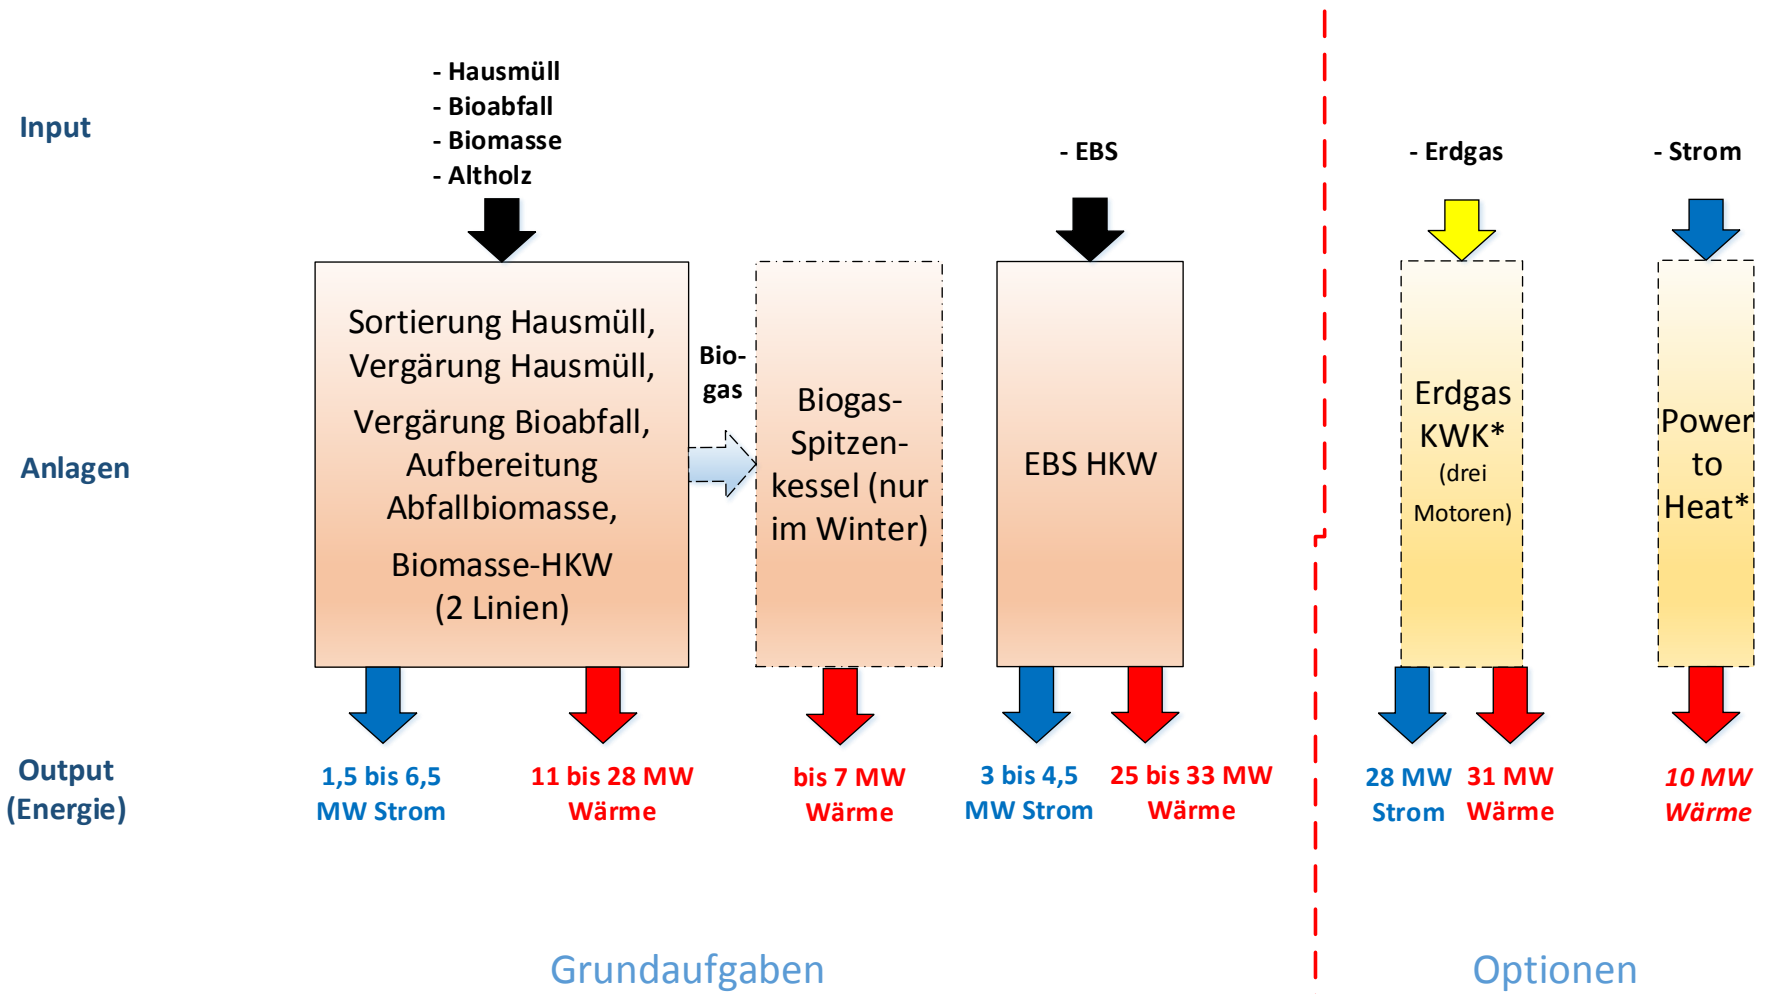 Input
- Hausmüll
- Bioabfall
- Biomasse
- Altholz
- EBS
- Erdgas
- Strom
Anlagen
Sortierung Hausmüll,
Vergärung Hausmüll,
Vergärung Bioabfall,
Aufbereitung
Abfallbiomasse,
Biomasse-HKW
(2 Linien)
Bio-
gas
Biogas-
Spitzen-
kessel (nur
im Winter)
EBS HKW
Erdgas
KWK*
(drei
Motoren)
Power
to
Heat*
Output
(Energie)
1,5 bis 6,5
MW Strom
11 bis 28 MW
Wärme
bis 7 MW
Wärme
3 bis 4,5
MW Strom
25 bis 33 MW
Wärme
28 MW
Strom
31 MW
Wärme
10 MW
Wärme
Grundaufgaben
Optionen